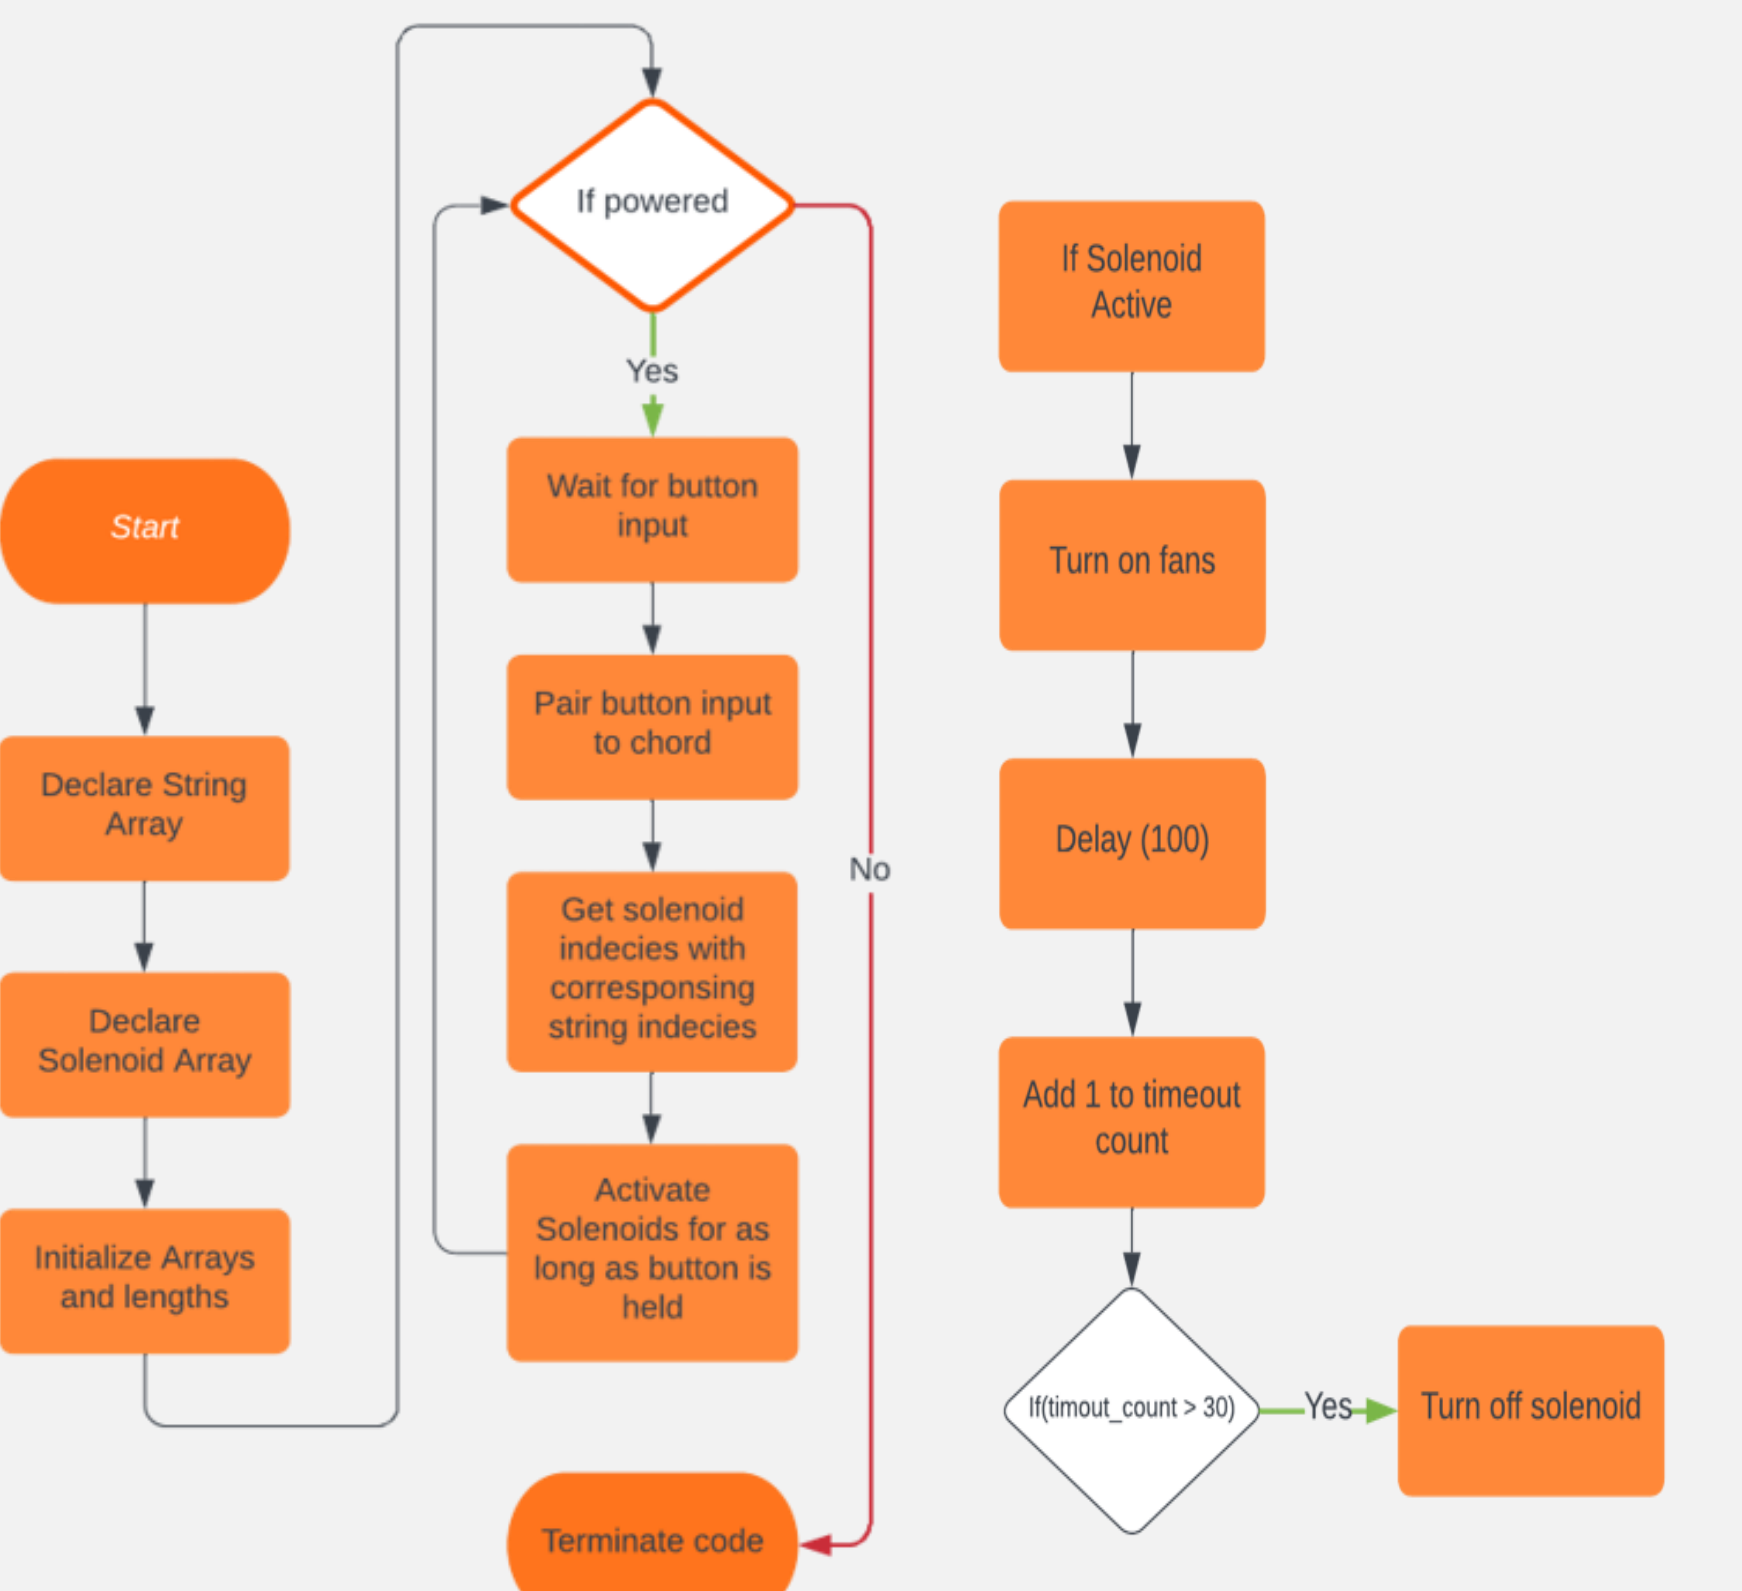 Start
Declare String
Array
Declare
Solenoid Array
Initialize Arrays
and lengths
If powered
Yes
Wait for button
input
Pair button input
to chord
Get solenoid
indecies with
corresponsing
string indecies
Activate
Solenoids for as
long as button is
held
No
Terminate code
If Solenoid
Active
Turn on fans
Delay (100)
Add 1 to timeout
count
If(timout_count > 30)
Yes
Turn off solenoid